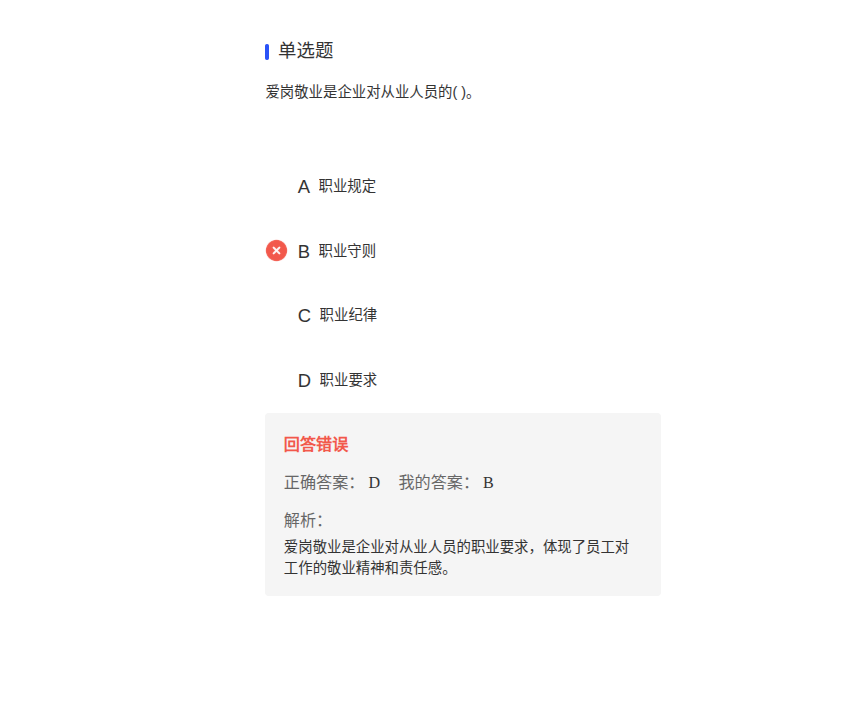 单选题
爱岗敬业是企业对从业人员的( )。
A 职业规定
B 职业守则
C 职业纪律
D 职业要求
回答错误
正确答案： D 我的答案： B
解析：
爱岗敬业是企业对从业人员的职业要求，体现了员工对
工作的敬业精神和责任感。